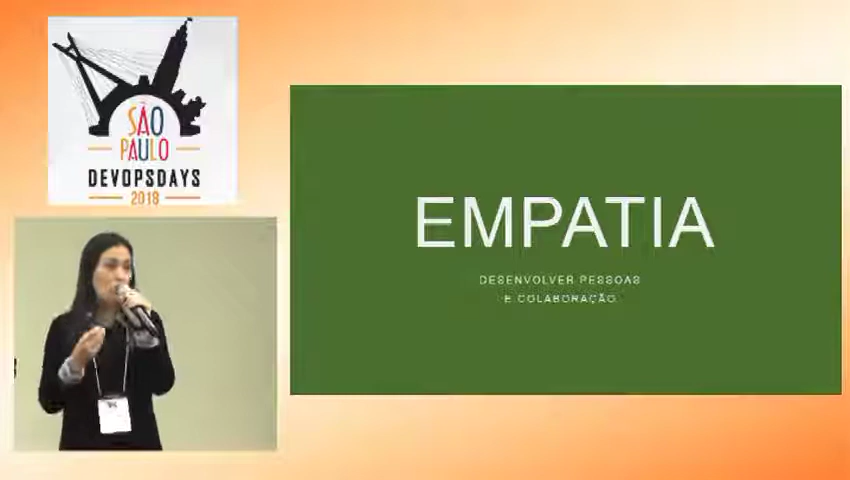 SÃO
PAULO
DEVOPSDAYS
2018
EMPATIA
DESENVOLVER PESSOAS
E COLABORAÇÃO